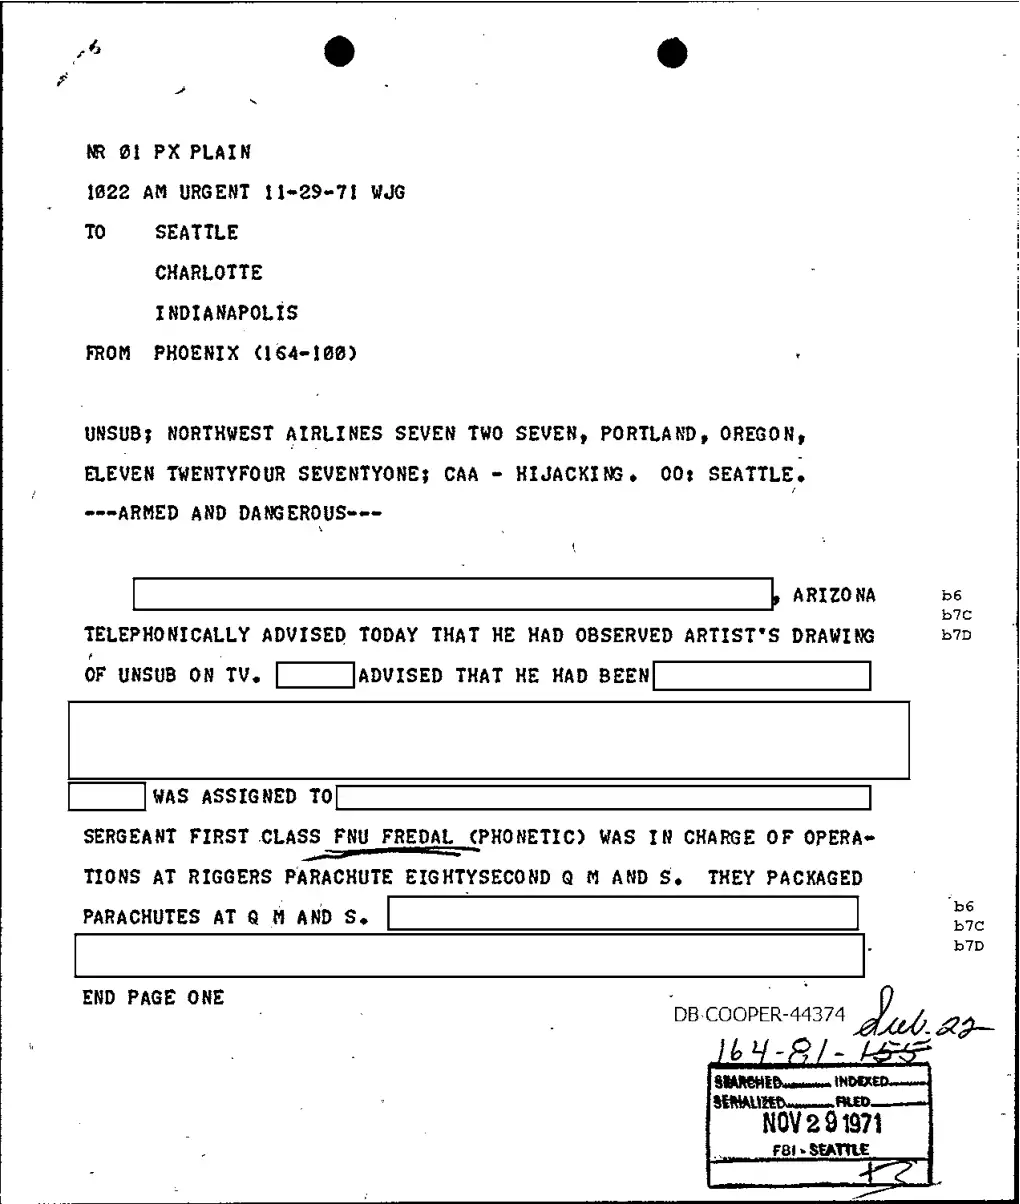 NR 01 PX PLAIN
1022 AM URGENT 11-29-71 WJG
TO SEATTLE
CHARLOTTE
INDIANAPOLIS
FROM PHOENIX (164-100)
UNSUB; NORTHWEST AIRLINES SEVEN TWO SEVEN, PORTLAND, OREGON,
ELEVEN TWENTYFOUR SEVENTYONE; CAA - HIJACKING. OO: SEATTLE.
---ARMED AND DANGEROUS---
, ARIZONA
b6
b7C
TELEPHONICALLY ADVISED TODAY THAT HE HAD OBSERVED ARTIST'S DRAWING
b7D
OF UNSUB ON TV. ADVISED THAT HE HAD BEEN
WAS ASSIGNED TO
SERGEANT FIRST CLASS FNU FREDAL (PHONETIC) WAS IN CHARGE OF OPERA-
TIONS AT RIGGERS PARACHUTE EIGHTYSECOND Q M AND S. THEY PACKAGED
PARACHUTES AT Q M AND S.
b6
b7C
b7D
END PAGE ONE
DB COOPER-44374
Sub. 22
164-81-155
SEARCHED INDEXED
SERIALIZED FILED
NOV 29 1971
FBI - SEATTLE